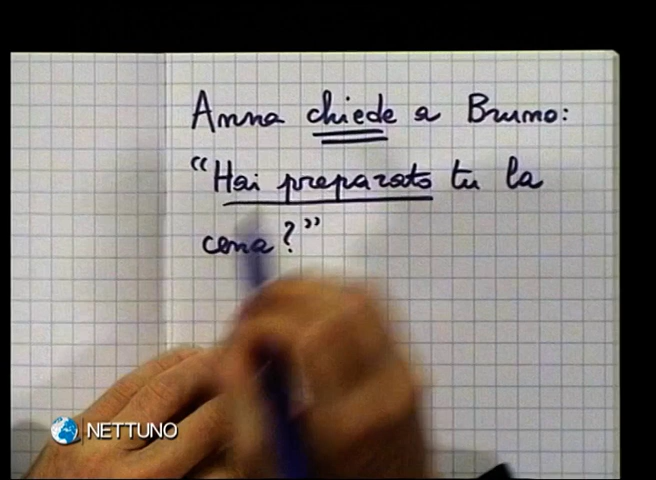 Anna chiede a Bruno:
“Hai preparato tu la
cena?”
NETTUNO